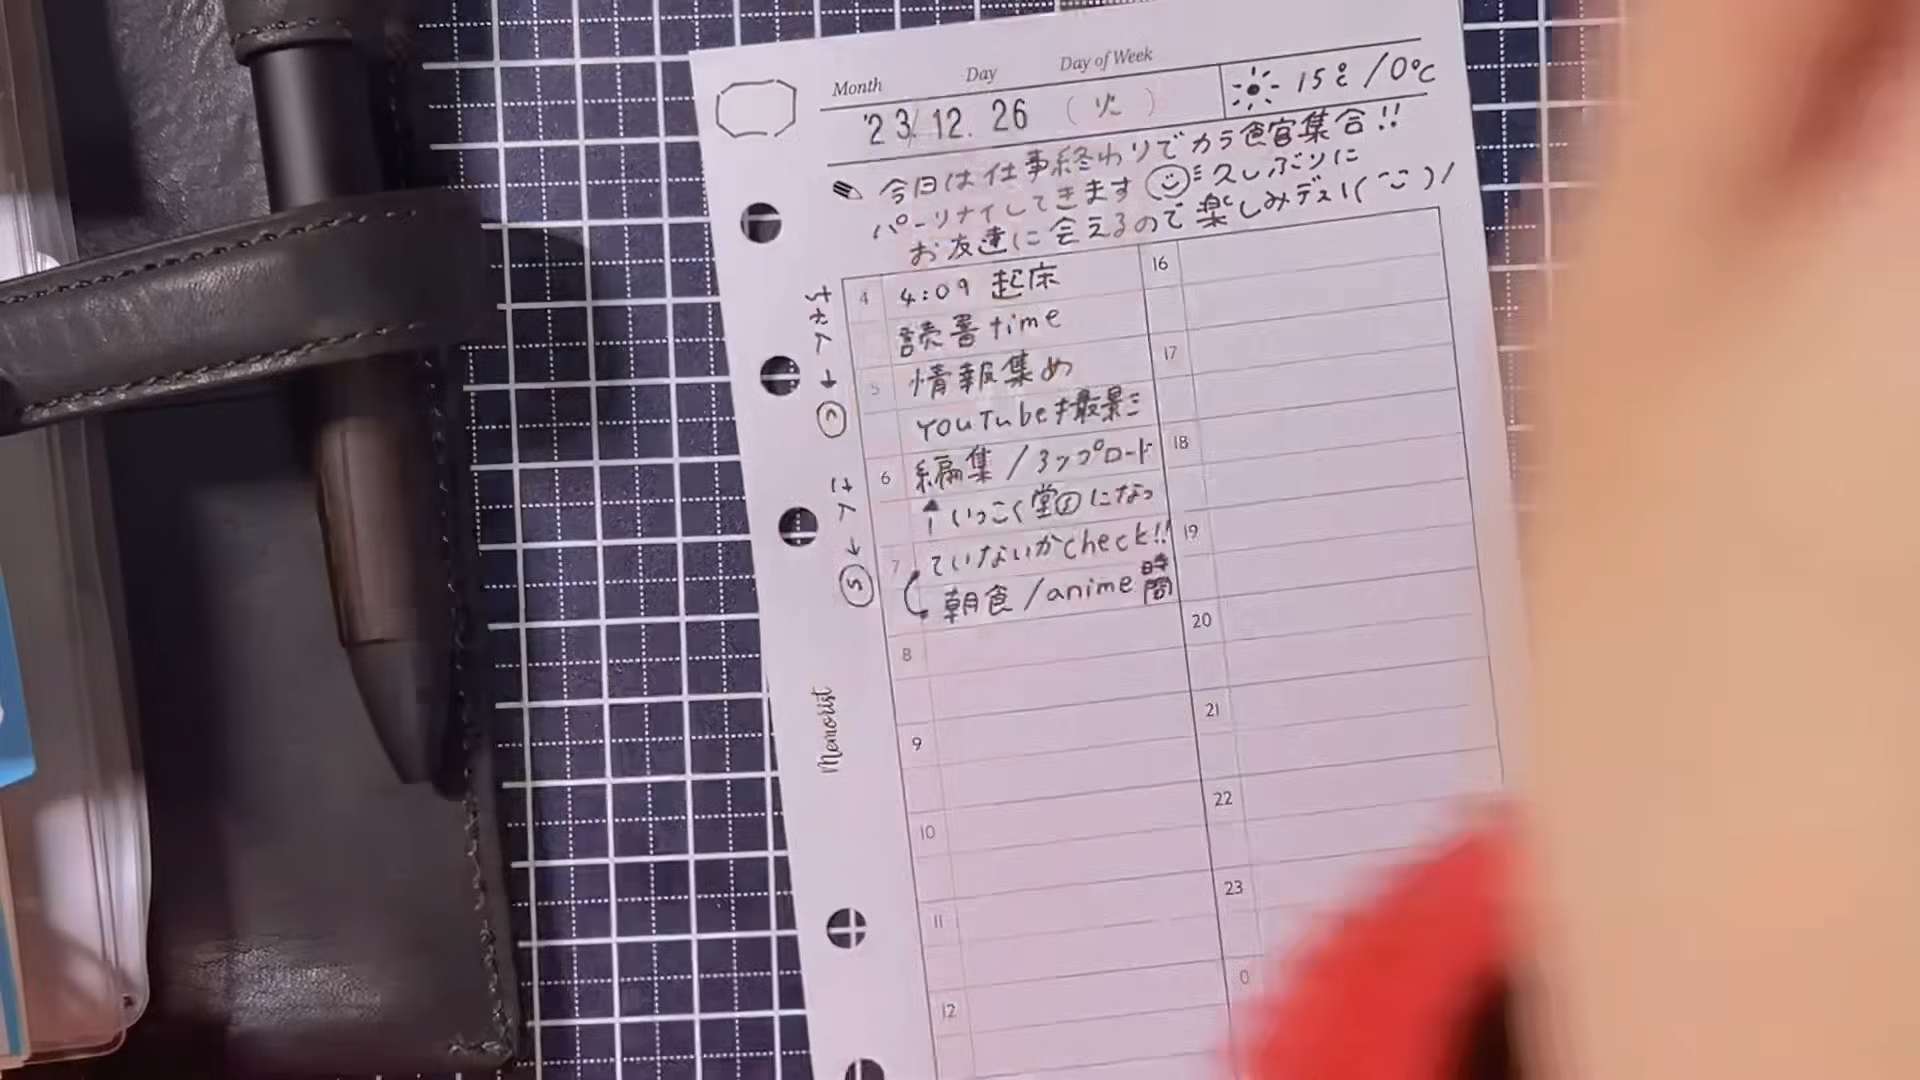 Month Day Day of Week
'23/12.26 (火) 15℃/0℃
今日は仕事終わりでカラ館集合!!
パーリナイしてきます 久しぶりに
お友達に会えるので楽しみデス!(
4 4:09 起床
読書time
5 情報集め
YouTube撮影
6 編集/アップロード
↑いっこく堂になっ
7 ていないかcheck!!
朝食/anime時間
8
9
10
11
12
16
17
18
19
20
21
22
23
0
Memorist